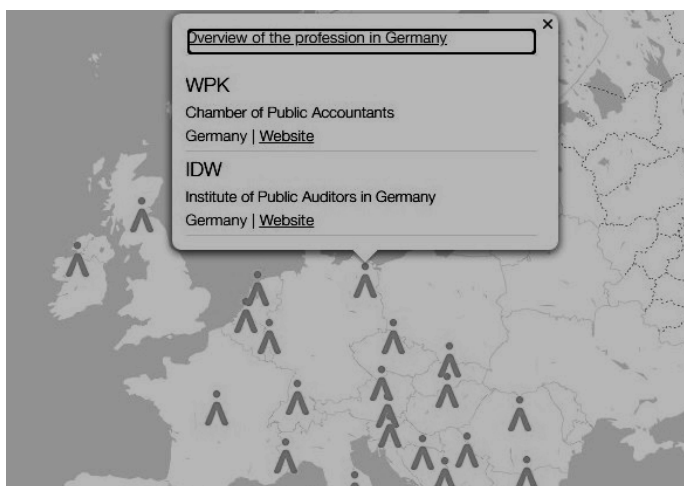 Overview of the profession in Germany
WPK
Chamber of Public Accountants
Germany | Website
IDW
Institute of Public Auditors in Germany
Germany | Website